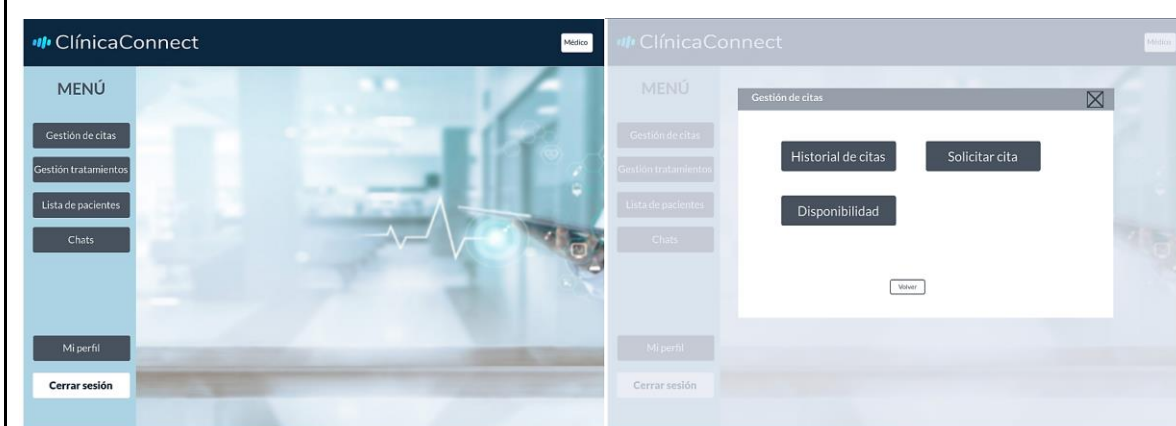 ClínicaConnect
Médico
MENÚ
Gestión de citas
Gestión tratamientos
Lista de pacientes
Chats
Mi perfil
Cerrar sesión
ClínicaConnect
Médico
MENÚ
Gestión de citas
Gestión tratamientos
Lista de pacientes
Chats
Mi perfil
Cerrar sesión
Gestión de citas
Historial de citas
Solicitar cita
Disponibilidad
Volver